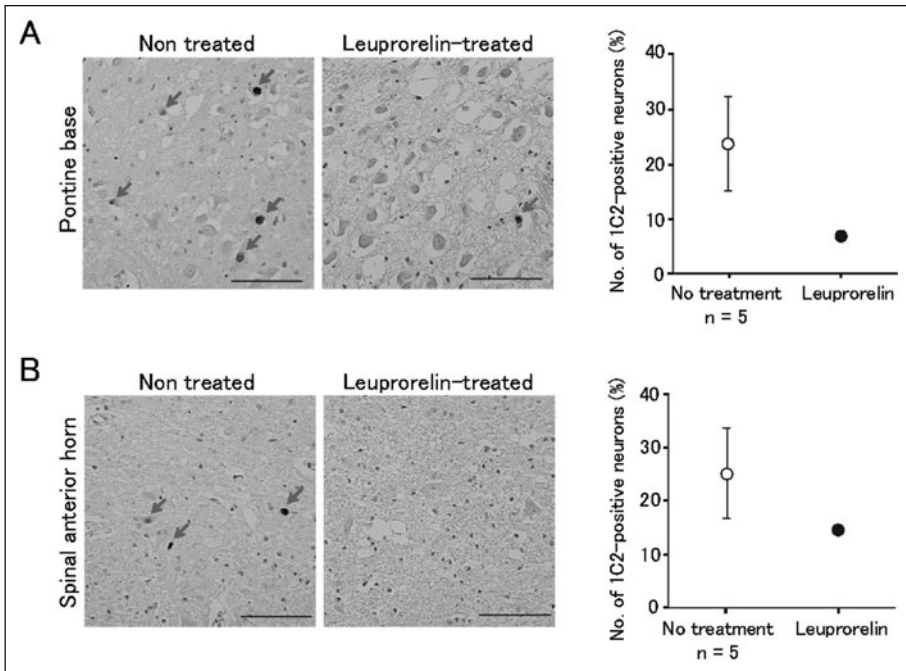 A
Non treated
Leuprorelin-treated
Pontine base
No. of 1C2-positive neurons (%)
40
30
20
10
0
No treatment
n = 5
Leuprorelin
B
Non treated
Leuprorelin-treated
Spinal anterior horn
No. of 1C2-positive neurons (%)
40
30
20
10
0
No treatment
n = 5
Leuprorelin